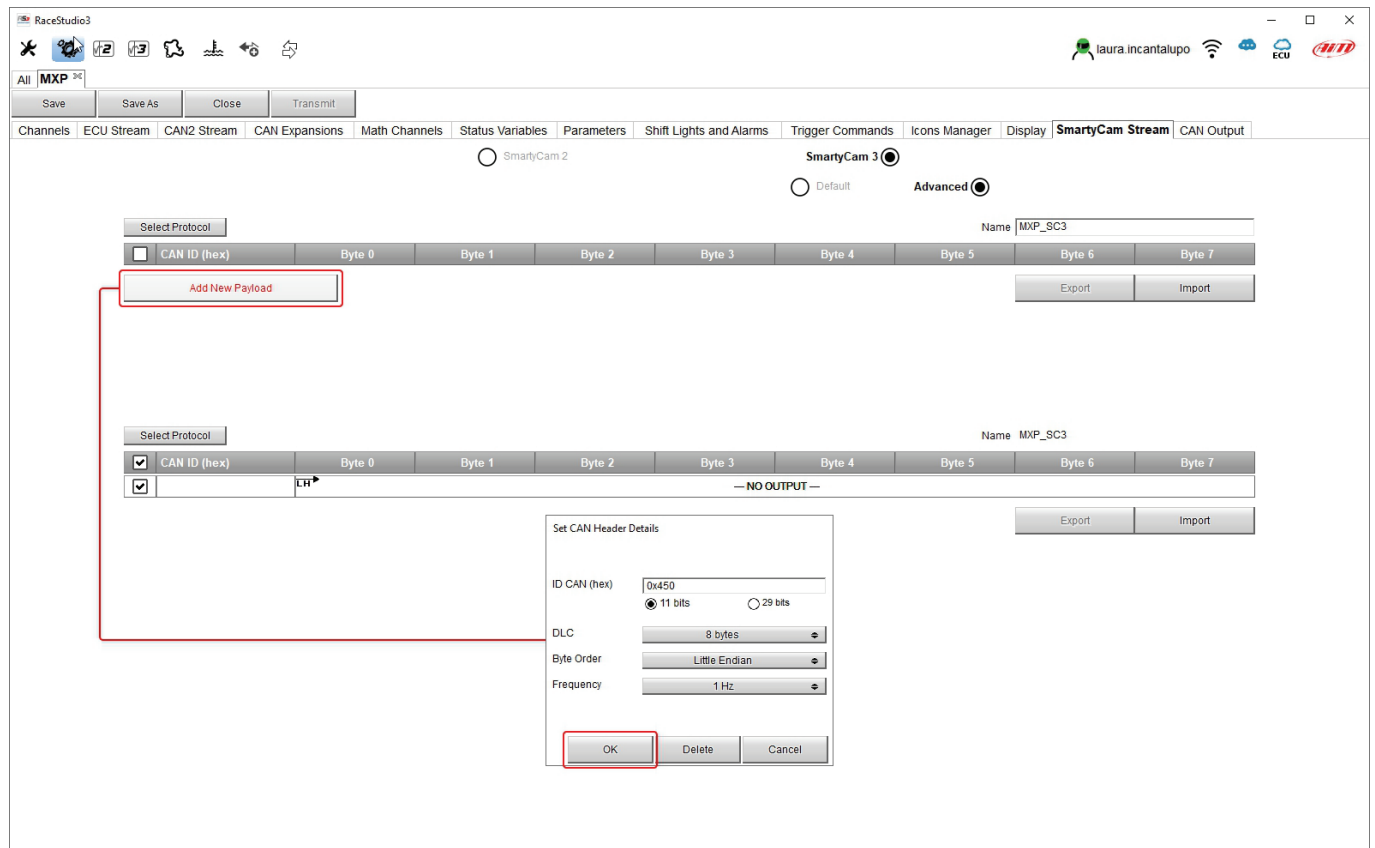 RaceStudio3
laura.incantalupo ECU AiM
All MXP
Save Save As Close Transmit
Channels ECU Stream CAN2 Stream CAN Expansions Math Channels Status Variables Parameters Shift Lights and Alarms Trigger Commands Icons Manager Display SmartyCam Stream CAN Output
SmartyCam 2 SmartyCam 3
Default Advanced
Select Protocol Name MXP_SC3
CAN ID (hex) Byte 0 Byte 1 Byte 2 Byte 3 Byte 4 Byte 5 Byte 6 Byte 7
Add New Payload Export Import
Select Protocol Name MXP_SC3
CAN ID (hex) Byte 0 Byte 1 Byte 2 Byte 3 Byte 4 Byte 5 Byte 6 Byte 7
LH — NO OUTPUT —
Export Import
Set CAN Header Details
ID CAN (hex) 0x450
11 bits 29 bits
DLC 8 bytes
Byte Order Little Endian
Frequency 1 Hz
OK Delete Cancel